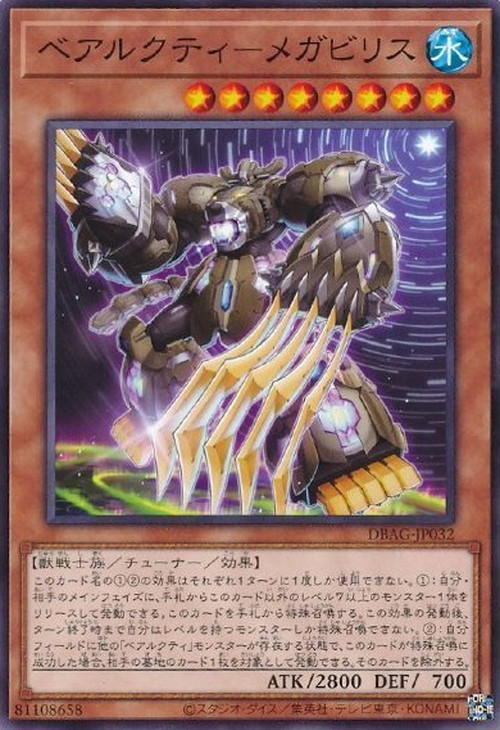 ベアルクティーメガビリス
水
DBAG-JP032
【獣戦士族／チューナー／効果】
このカード名の①②の効果はそれぞれ1ターンに1度しか使用できない。①：自分・
相手のメインフェイズに、手札からこのカード以外のレベル7以上のモンスター1体を
リリースして発動できる。このカードを手札から特殊召喚する。この効果の発動後、
ターン終了時まで自分はレベルを持つモンスターしか特殊召喚できない。②：自分
フィールドに他の「ベアルクティ」モンスターが存在する状態で、このカードが特殊召喚に
成功した場合、相手の墓地のカード1枚を対象として発動できる。そのカードを除外する。
ATK/2800 DEF/ 700
81108658 ©スタジオ・ダイス／集英社・テレビ東京・KONAMI